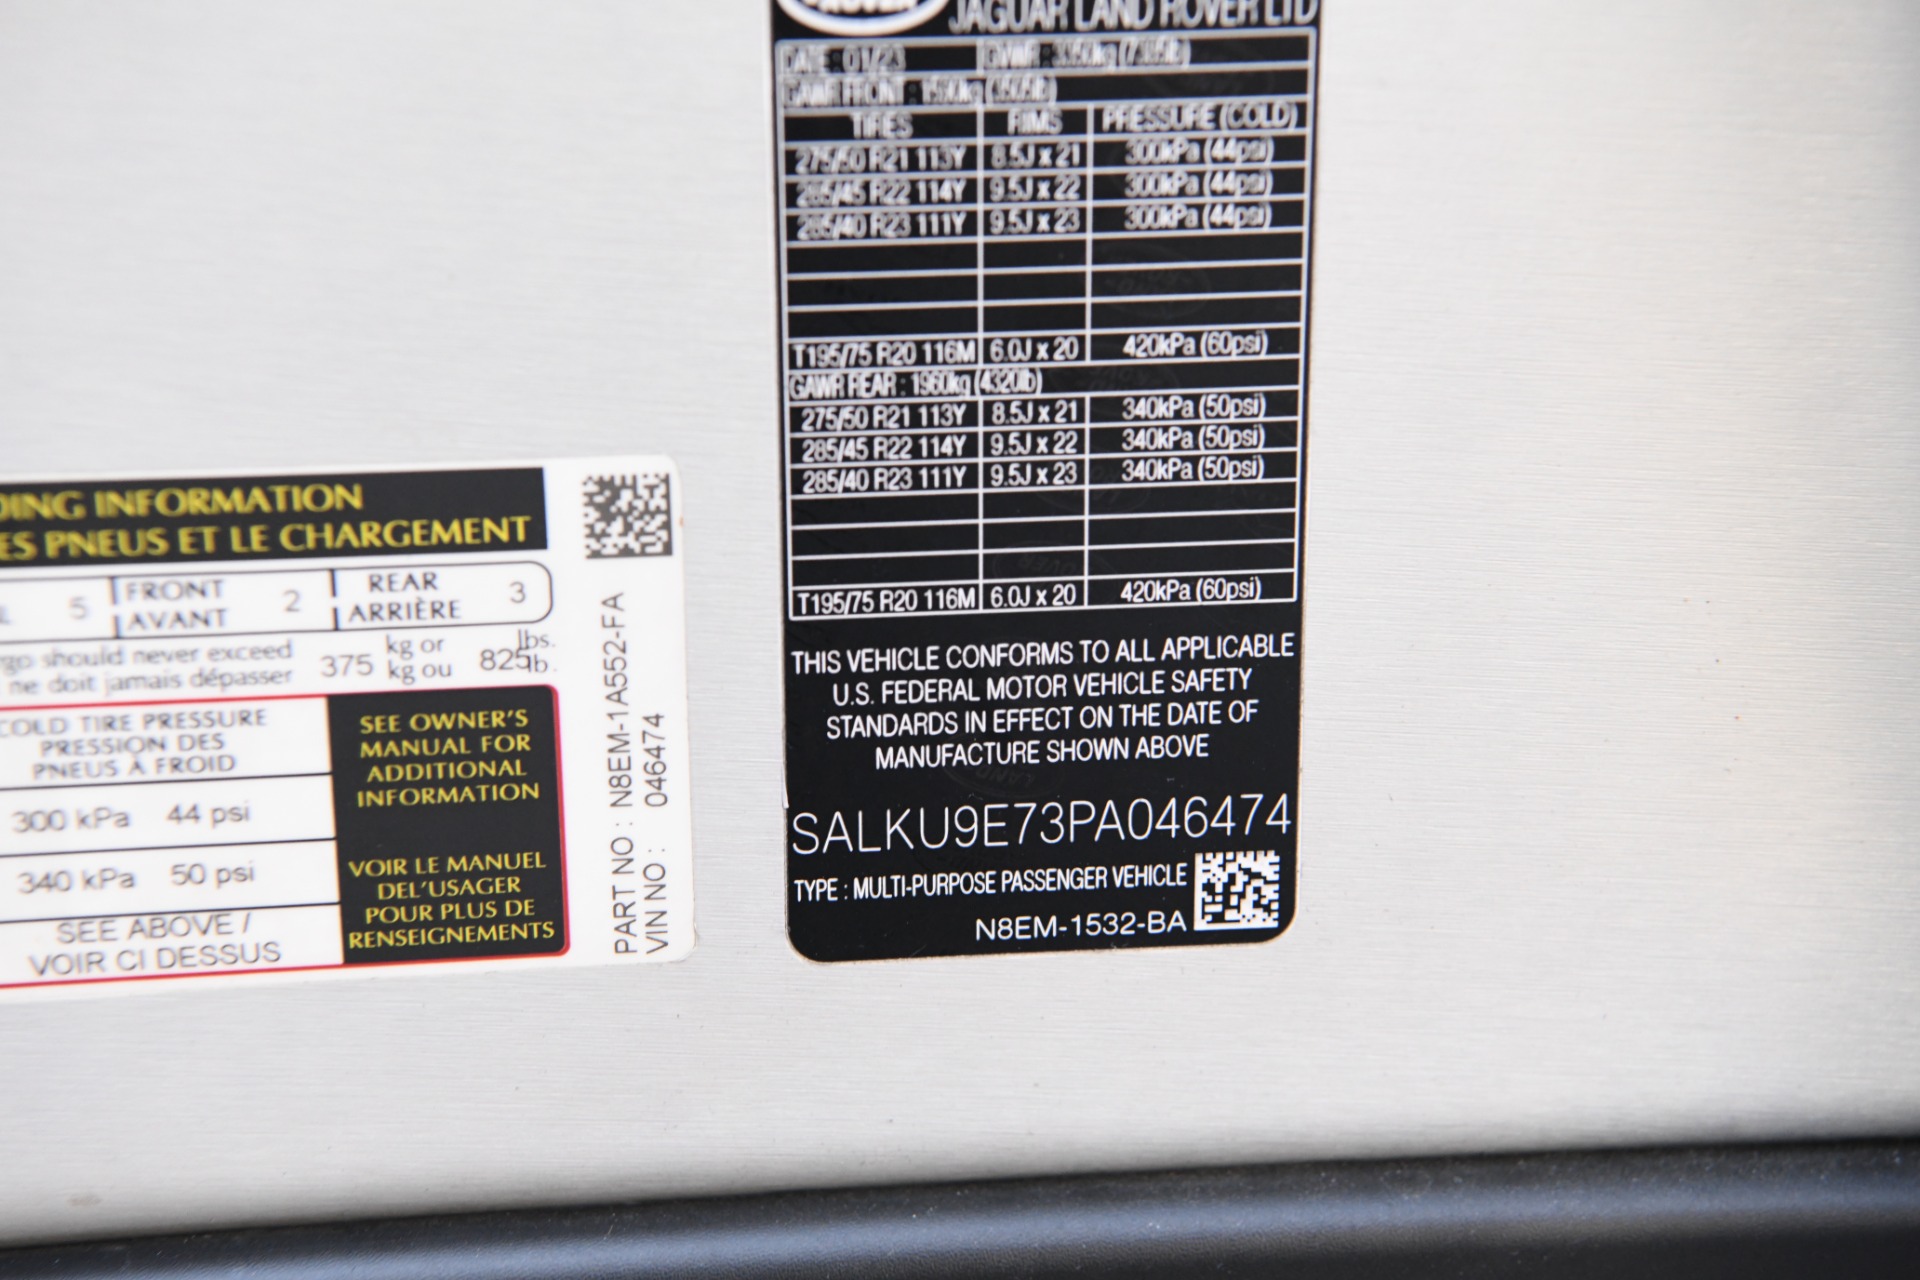 DING INFORMATION
ES PNEUS ET LE CHARGEMENT
5 FRONT AVANT 2 REAR ARRIÈRE 3
go should never exceed 375 kg or 825 lbs.
ne doit jamais dépasser kg ou lb.
COLD TIRE PRESSURE
PRESSION DES
PNEUS À FROID
300 kPa 44 psi
340 kPa 50 psi
SEE ABOVE /
VOIR CI DESSUS
SEE OWNER'S
MANUAL FOR
ADDITIONAL
INFORMATION
VOIR LE MANUEL
DEL'USAGER
POUR PLUS DE
RENSEIGNEMENTS
PART NO : N8EM-1A552-FA
VIN NO : 046474
ROVER
JAGUAR LAND ROVER LTD
DATE : 01/23 GVWR : 3350kg (7385lb)
GAWR FRONT : 1590kg (3505lb)
TIRES RIMS PRESSURE (COLD)
275/50 R21 113Y 8.5J x 21 300kPa (44psi)
285/45 R22 114Y 9.5J x 22 300kPa (44psi)
285/40 R23 111Y 9.5J x 23 300kPa (44psi)
T195/75 R20 116M 6.0J x 20 420kPa (60psi)
GAWR REAR : 1960kg (4320lb)
275/50 R21 113Y 8.5J x 21 340kPa (50psi)
285/45 R22 114Y 9.5J x 22 340kPa (50psi)
285/40 R23 111Y 9.5J x 23 340kPa (50psi)
T195/75 R20 116M 6.0J x 20 420kPa (60psi)
THIS VEHICLE CONFORMS TO ALL APPLICABLE
U.S. FEDERAL MOTOR VEHICLE SAFETY
STANDARDS IN EFFECT ON THE DATE OF
MANUFACTURE SHOWN ABOVE
SALKU9E73PA046474
TYPE : MULTI-PURPOSE PASSENGER VEHICLE
N8EM-1532-BA